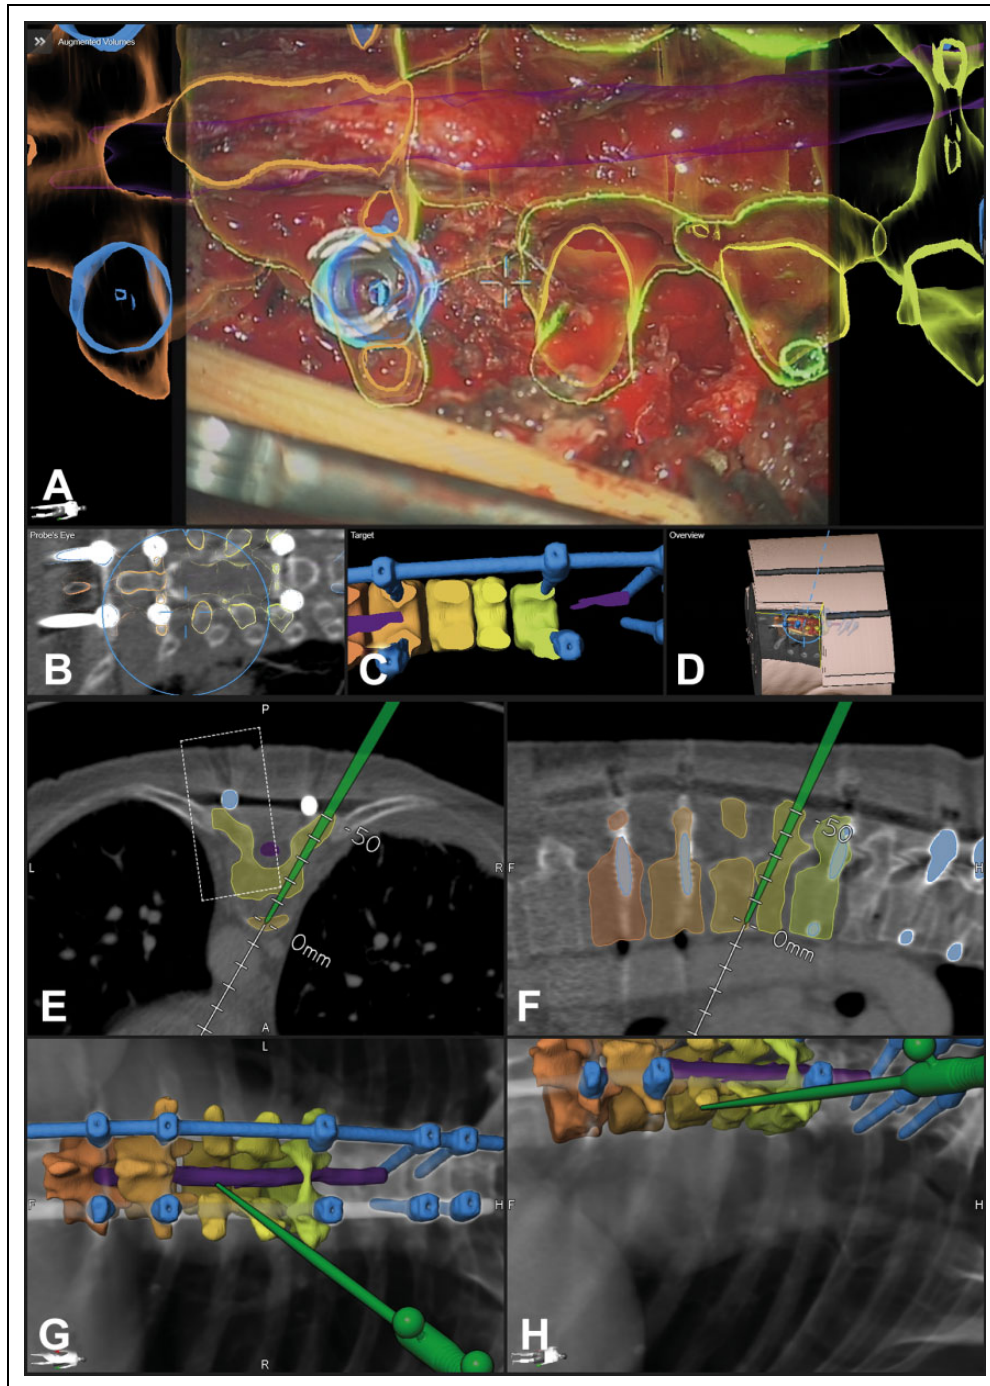 Augmented Volumes
A
Probe's Eye
B
Target
C
Overview
D
P
-50
L
R
0mm
E
A
-50
F
H
0mm
F
L
F
H
G
R
F
H
H